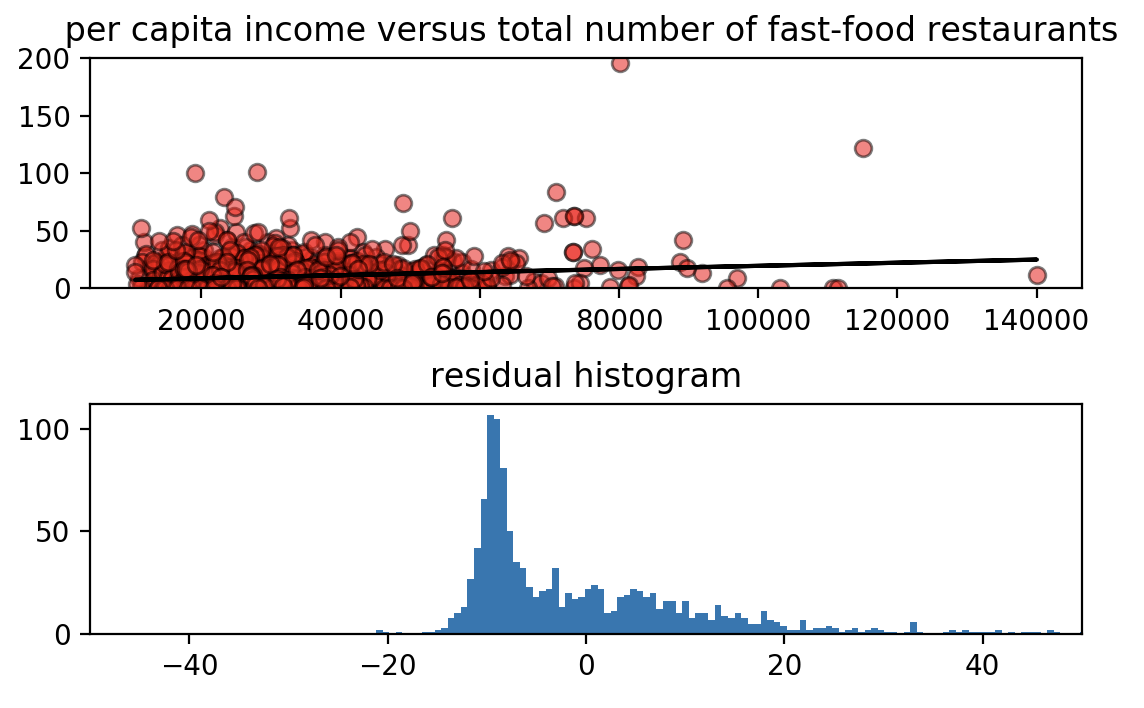 per capita income versus total number of fast-food restaurants
200
150
100
50
0
20000 40000 60000 80000 100000 120000 140000
residual histogram
100
50
0
−40 −20 0 20 40